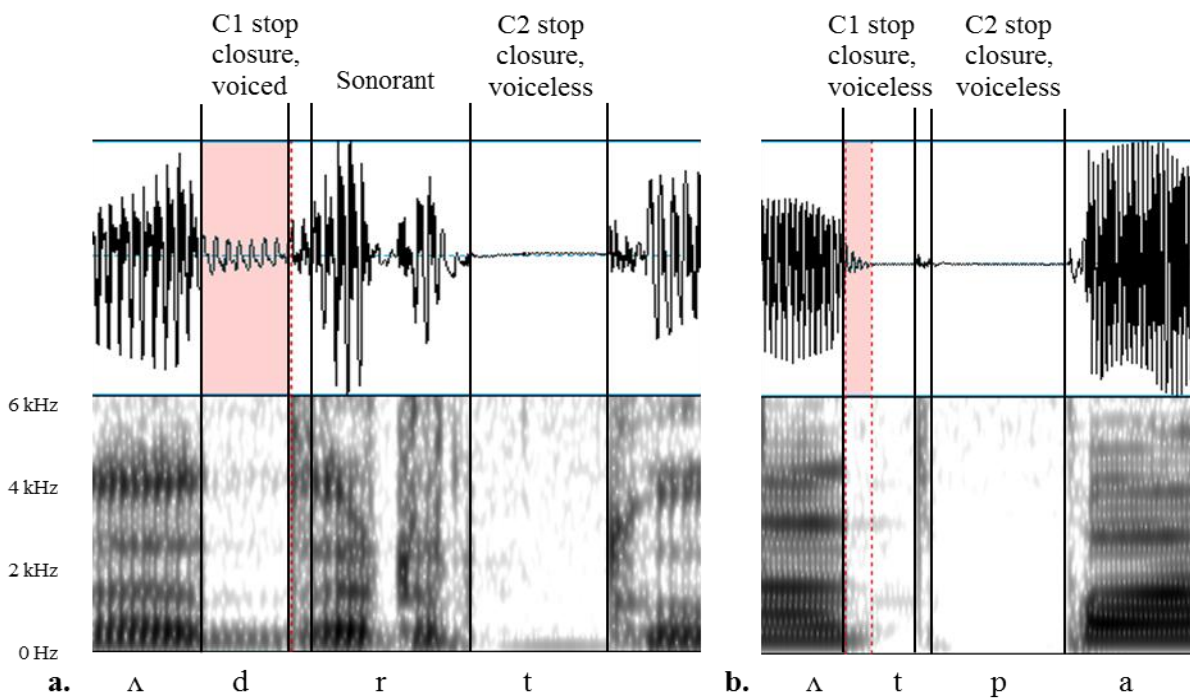 C1 stop
closure,
voiced
Sonorant
C2 stop
closure,
voiceless
C1 stop
closure,
voiceless
C2 stop
closure,
voiceless
6 kHz
4 kHz
2 kHz
0 Hz
a. ʌ d r t
b. ʌ t p a